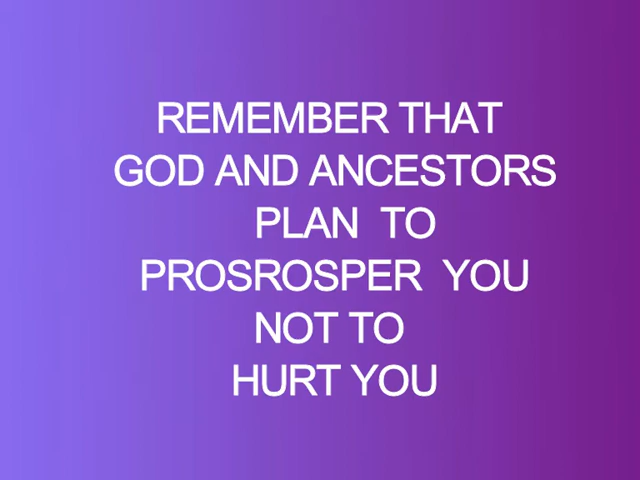 REMEMBER THAT
GOD AND ANCESTORS
PLAN TO
PROSROSPER YOU
NOT TO
HURT YOU